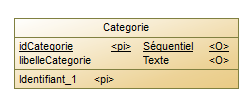 Categorie
idCategorie <pi> Séquentiel <O>
libelleCategorie Texte <O>
Identifiant_1 <pi>